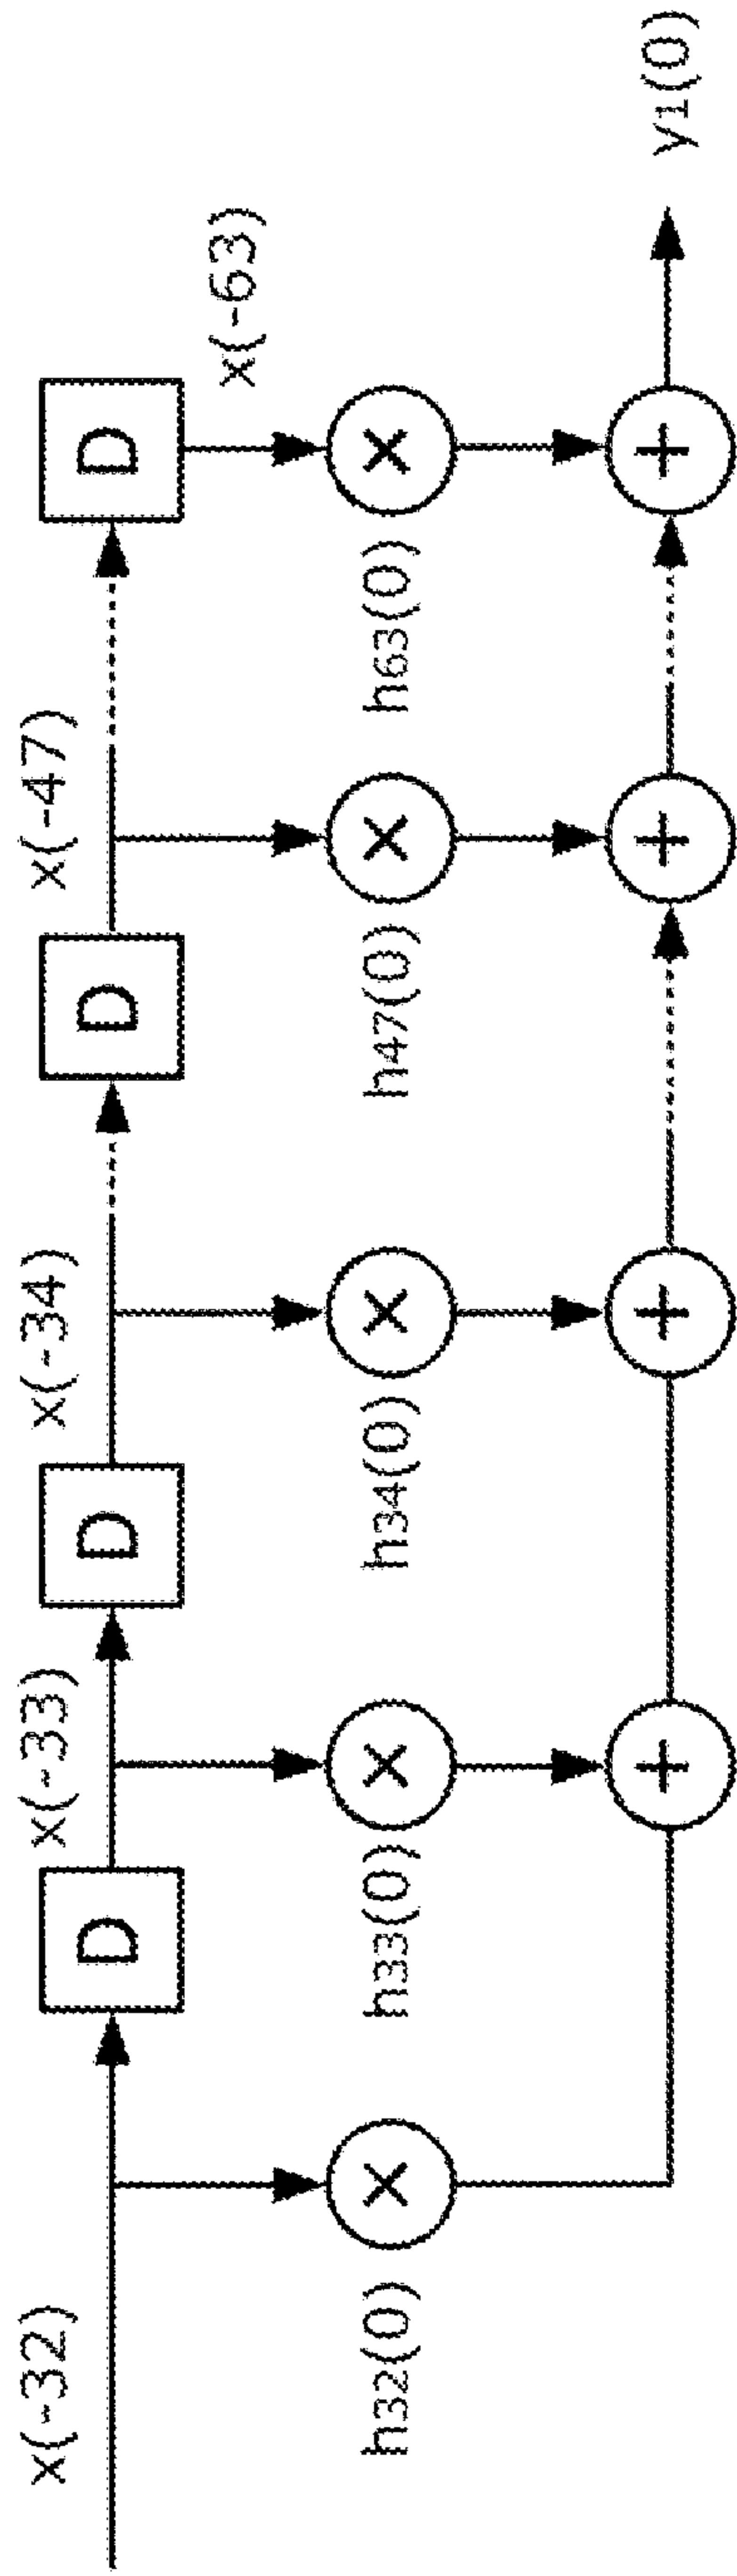 x(-32) x(-33) x(-34) x(-47)
D D D D
x(-63)
h32(0) h33(0) h34(0) h47(0) h63(0)
× × × × ×
+ + + +
y1(0)